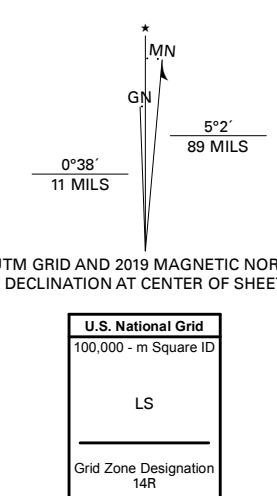 MN
GN
5°2´
89 MILS
0°38´
11 MILS
UTM GRID AND 2019 MAGNETIC NOR
DECLINATION AT CENTER OF SHEET
U.S. National Grid
100,000 - m Square ID
LS
Grid Zone Designation
14R